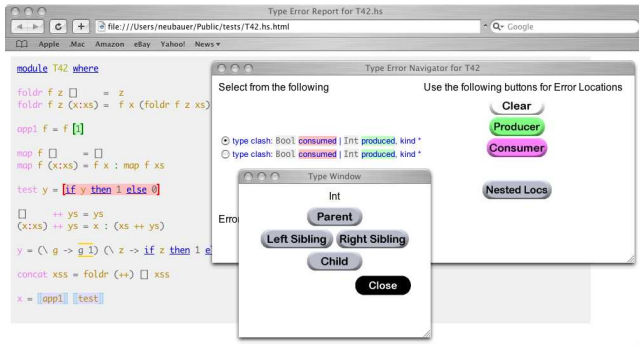 Type Error Report for T42.hs
file:///Users/neubauer/Public/tests/T42.hs.html
Google
Apple .Mac Amazon eBay Yahoo! News
module T42 where
foldr f z [] = z
foldr f z (x:xs) = f x (foldr f z xs)
app1 f = f [1]
map f [] = []
map f (x:xs) = f x : map f xs
test y = [if y then 1 else 0]
[] ++ ys = ys
(x:xs) ++ ys = x : (xs ++ ys)
y = (\ g -> g 1) (\ z -> if z then 1 e
concat xss = foldr (++) [] xss
x = [app1] [test]
Type Error Navigator for T42
Select from the following
Use the following buttons for Error Locations
Clear
Producer
Consumer
Nested Locs
type clash: Bool consumed | Int produced, kind *
type clash: Bool consumed | Int produced, kind *
Erro
Type Window
Int
Parent
Left Sibling Right Sibling
Child
Close